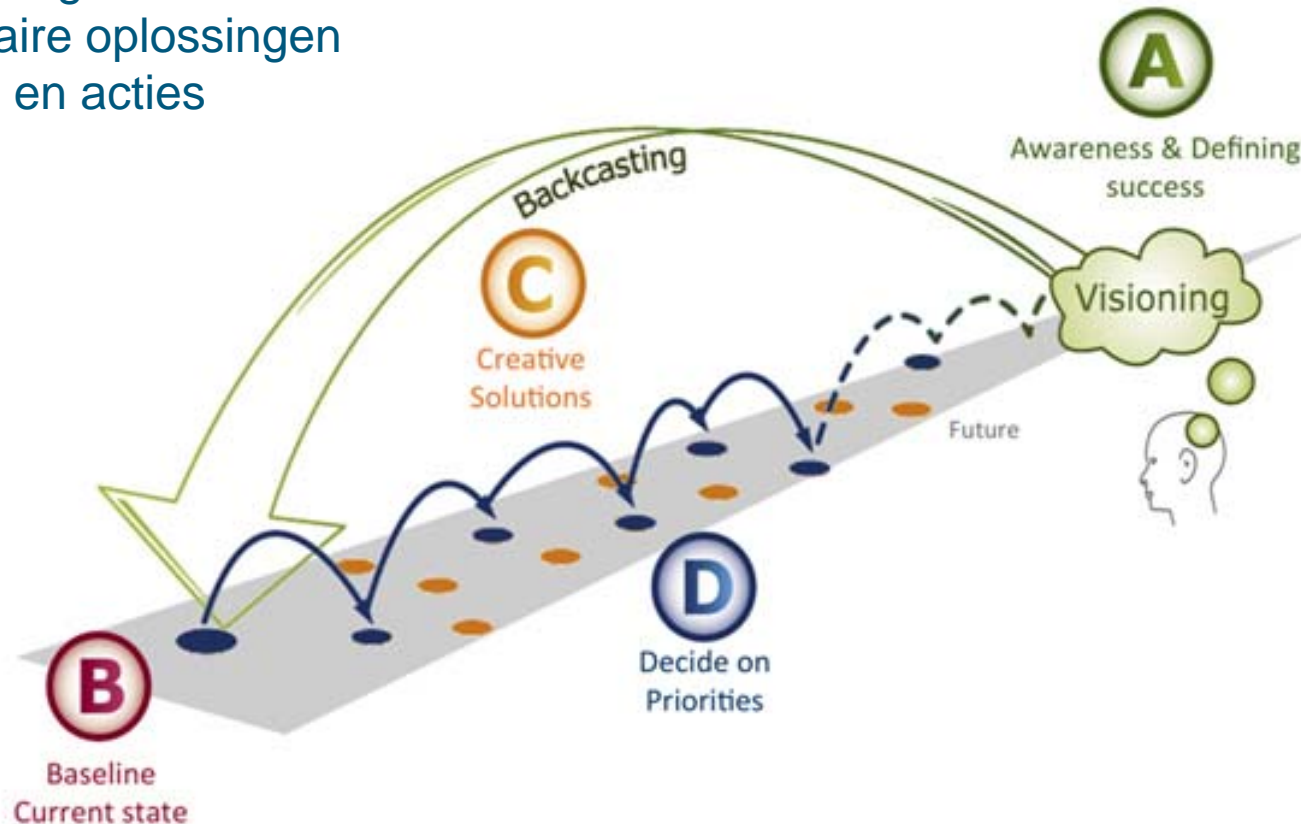 aire oplossingen
en acties
A
Awareness & Defining
success
Backcasting
Visioning
C
Creative
Solutions
Future
D
Decide on
Priorities
B
Baseline
Current state